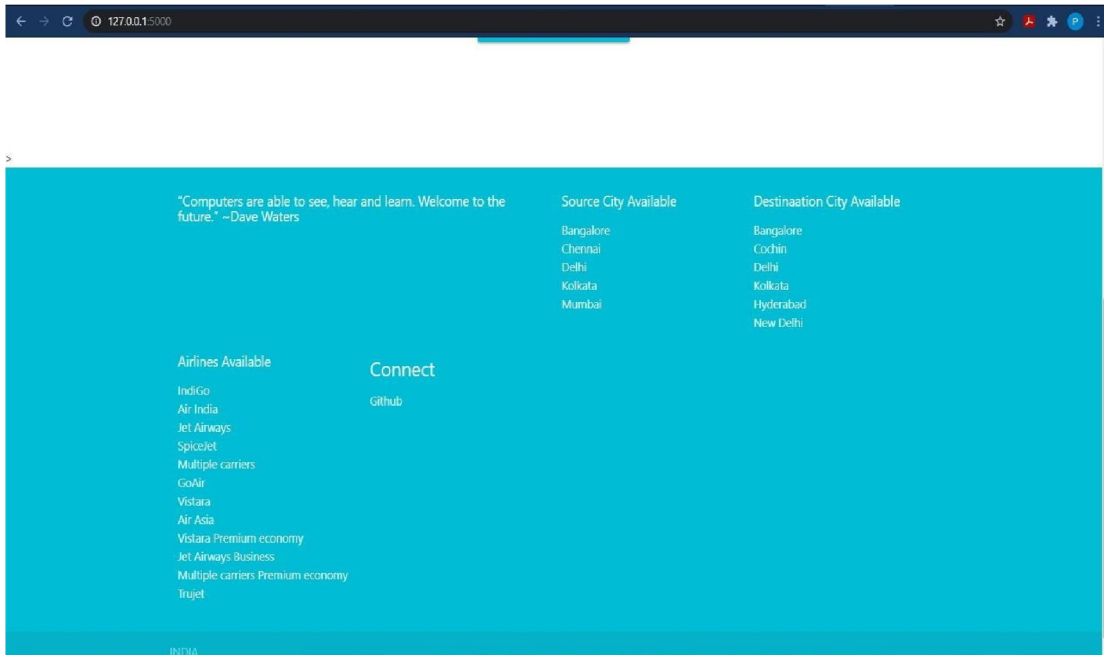 127.0.0.1:5000
P
>
"Computers are able to see, hear and learn. Welcome to the
future." ~Dave Waters
Source City Available
Bangalore
Chennai
Delhi
Kolkata
Mumbai
Destinaation City Available
Bangalore
Cochin
Delhi
Kolkata
Hyderabad
New Delhi
Airlines Available
IndiGo
Air India
Jet Airways
SpiceJet
Multiple carriers
GoAir
Vistara
Air Asia
Vistara Premium economy
Jet Airways Business
Multiple carriers Premium economy
Trujet
Connect
Github
INDIA